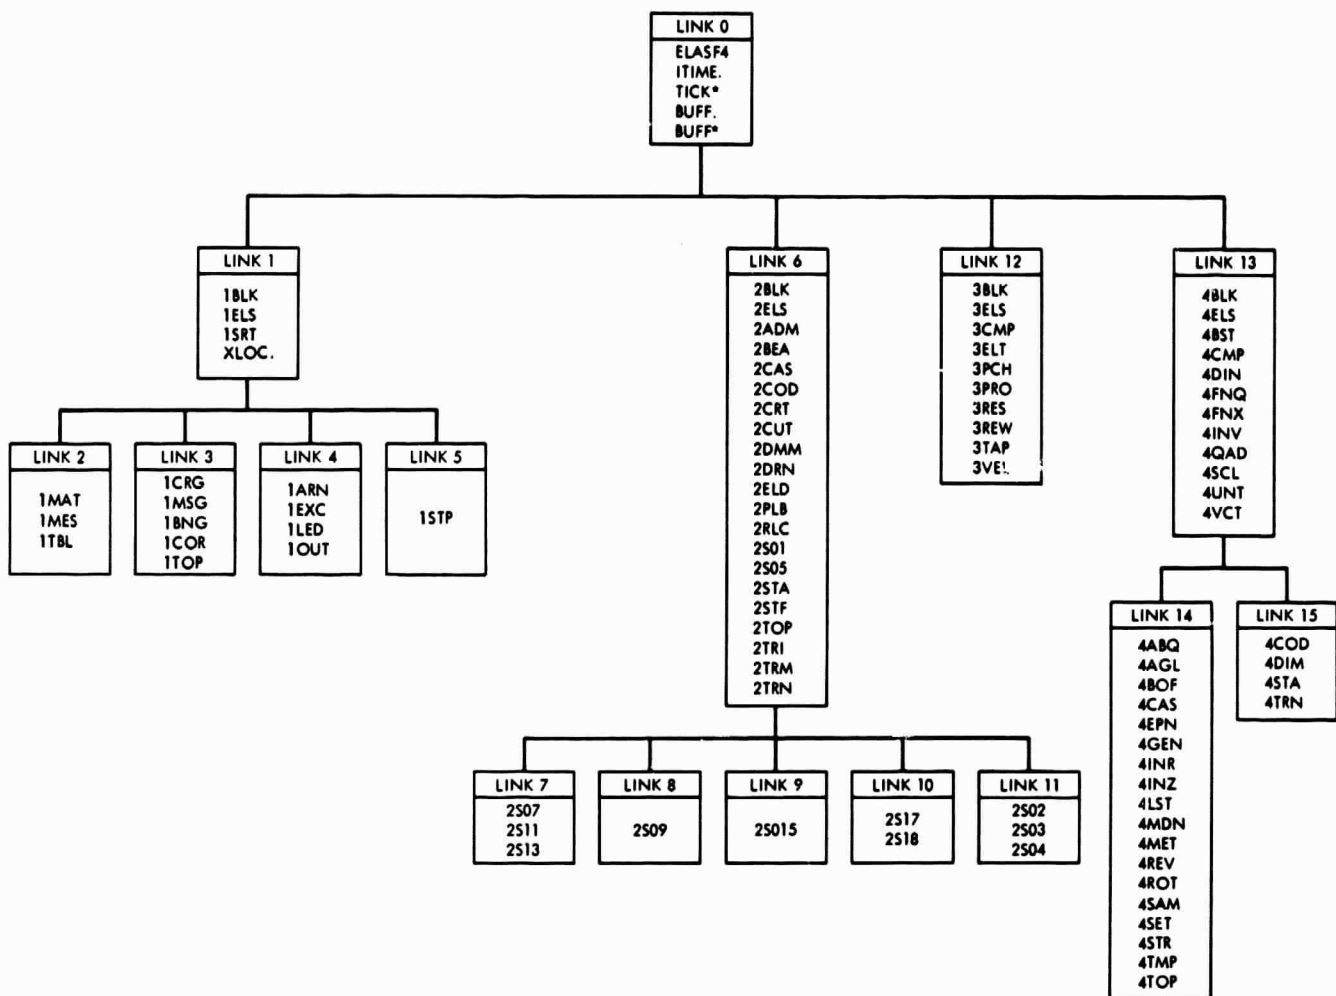 LINK 0
ELASF4
ITIME.
TICK*
BUFF.
BUFF*
LINK 1
1BLK
1ELS
1SRT
XLOC.
LINK 6
2BLK
2ELS
2ADM
2BEA
2CAS
2COD
2CRT
2CUT
2DMM
2DRN
2ELD
2PLB
2RLC
2S01
2S05
2STA
2STF
2TOP
2TRI
2TRM
2TRN
LINK 12
3BLK
3ELS
3CMP
3ELT
3PCH
3PRO
3RES
3REW
3TAP
3VEL
LINK 13
4BLK
4ELS
4BST
4CMP
4DIN
4FNQ
4FNX
4INV
4QAD
4SCL
4UNT
4VCT
LINK 2
1MAT
1MES
1TBL
LINK 3
1CRG
1MSG
1BNG
1COR
1TOP
LINK 4
1ARN
1EXC
1LED
1OUT
LINK 5
1STP
LINK 14
4ABQ
4AGL
4BOF
4CAS
4EPN
4GEN
4INR
4INZ
4LST
4MDN
4MET
4REV
4ROT
4SAM
4SET
4STR
4TMP
4TOP
LINK 15
4COD
4DIM
4STA
4TRN
LINK 7
2S07
2S11
2S13
LINK 8
2S09
LINK 9
2S015
LINK 10
2S17
2S18
LINK 11
2S02
2S03
2S04